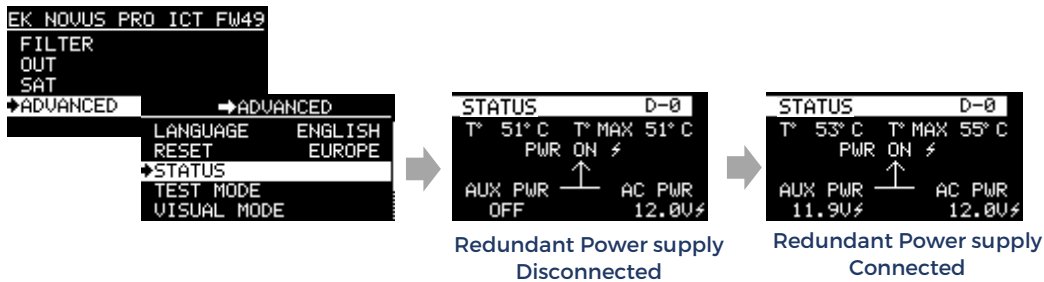 EK NOVUS PRO ICT FW49
FILTER
OUT
SAT
➔ADVANCED
➔ADVANCED
LANGUAGE ENGLISH
RESET EUROPE
➔STATUS
TEST MODE
VISUAL MODE
STATUS D-0
T° 51°C T°MAX 51°C
PWR ON ⚡
AUX PWR AC PWR
OFF 12.0V⚡
Redundant Power supply
Disconnected
STATUS D-0
T° 53°C T°MAX 55°C
PWR ON ⚡
AUX PWR AC PWR
11.9V⚡ 12.0V⚡
Redundant Power supply
Connected